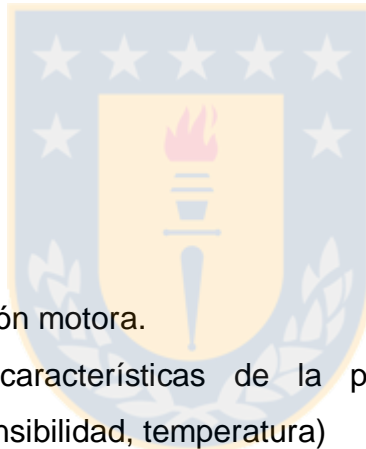 ón motora.
características de la p
nsibilidad, temperatura)